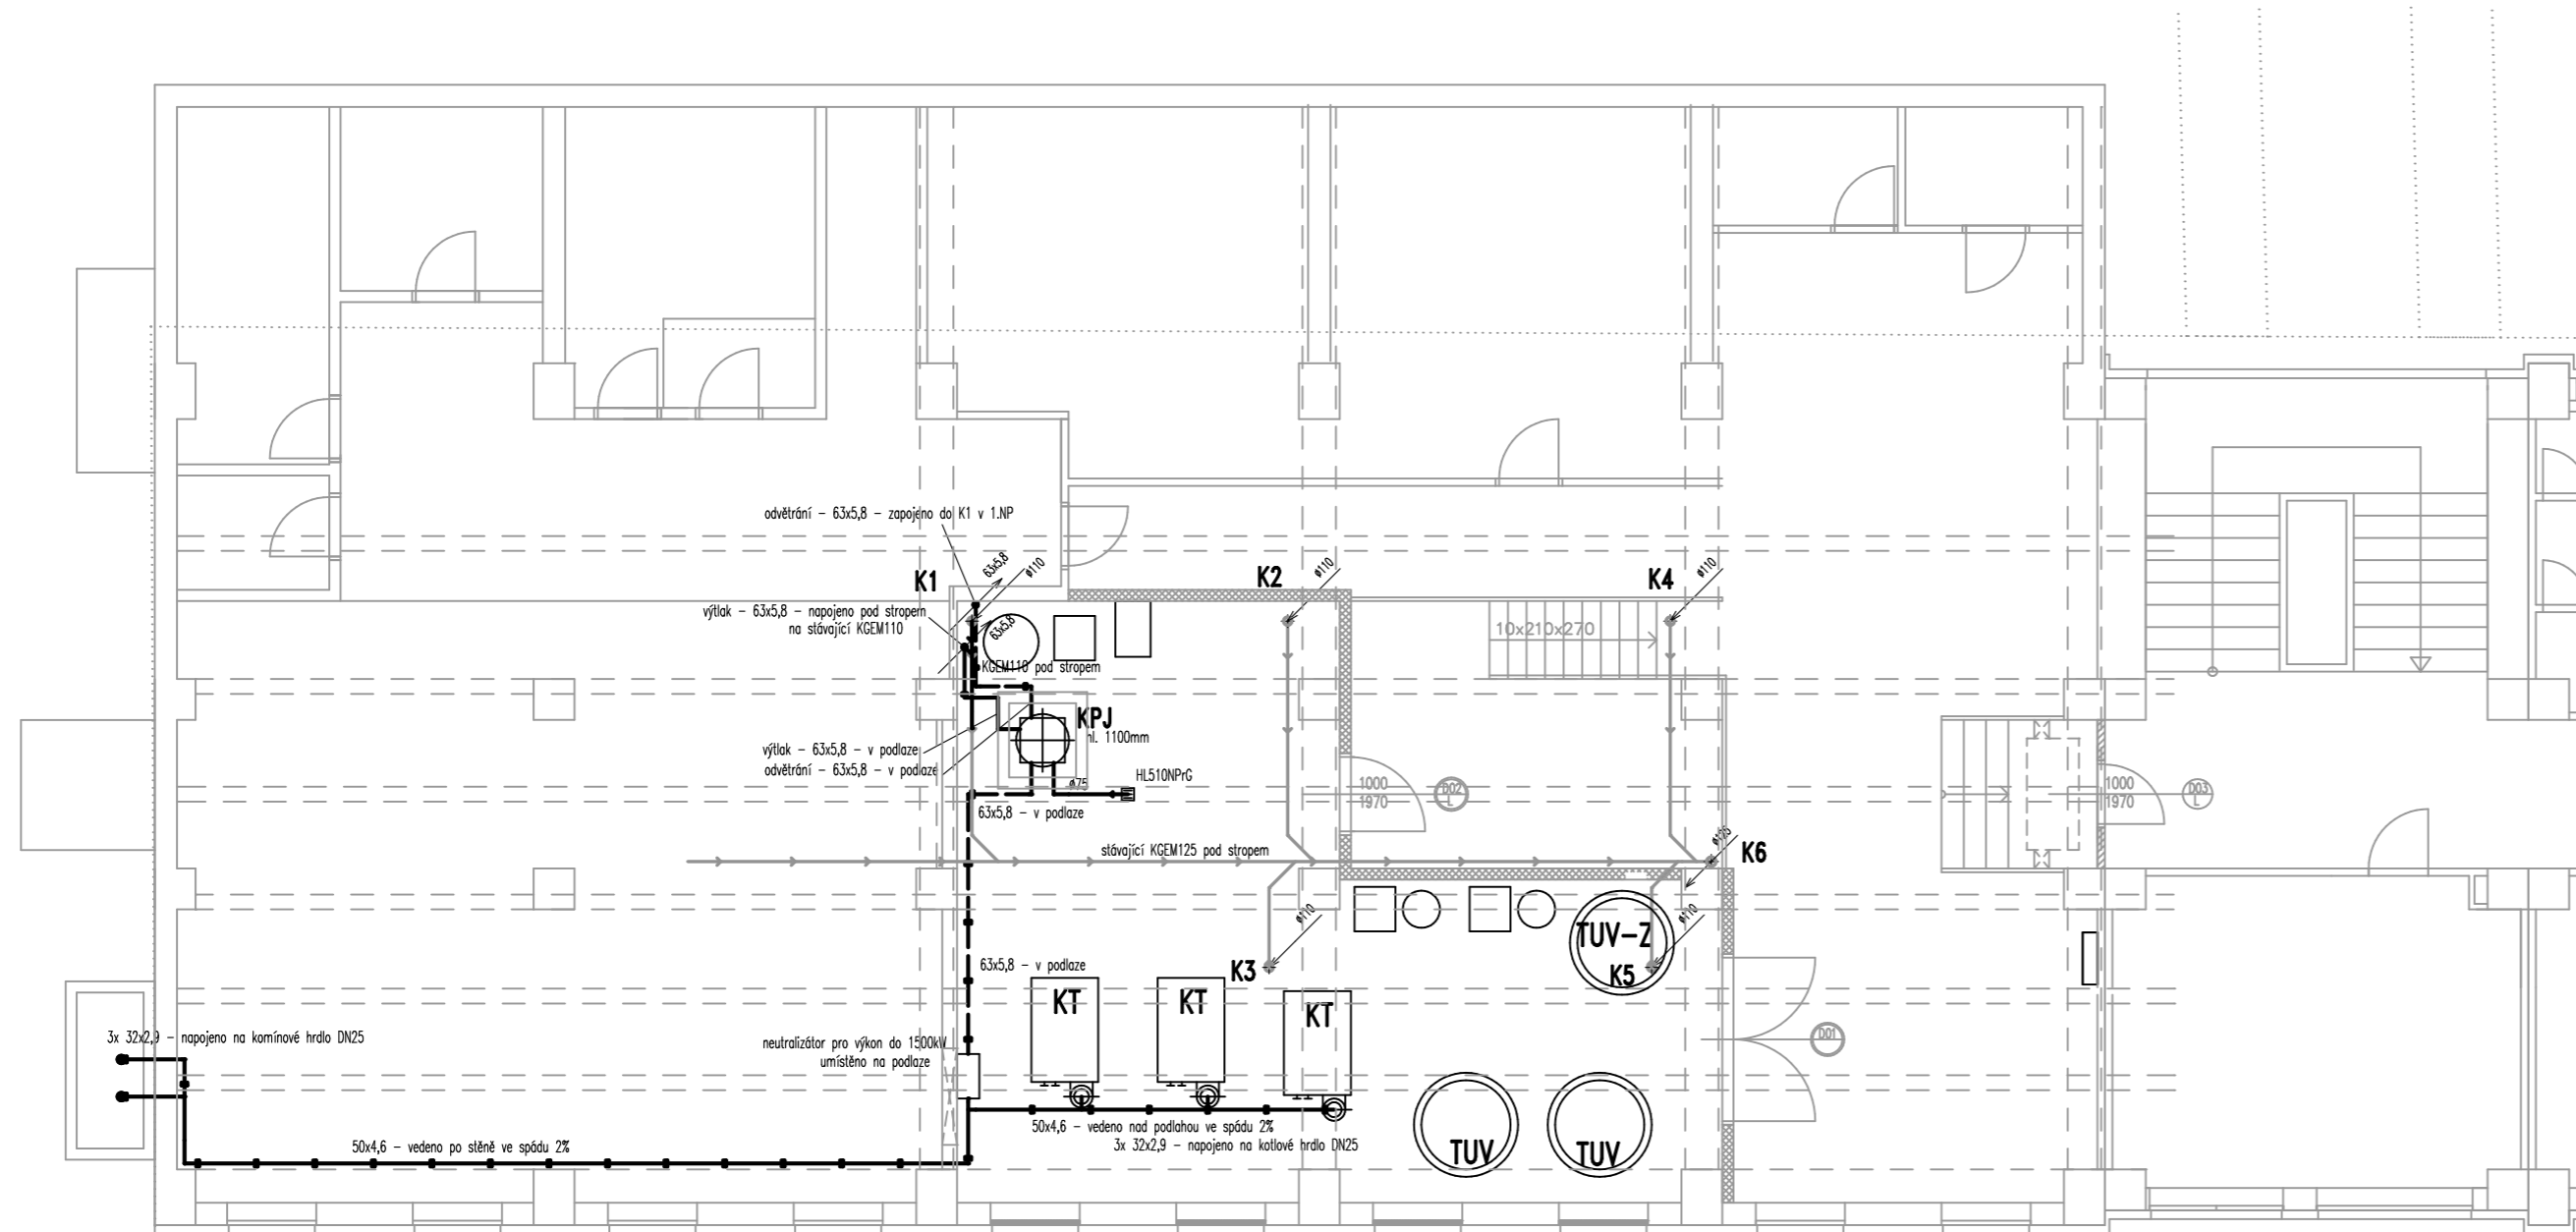 odvětrání – 63x5,8 – zapojeno do K1 v 1.NP
63x5,8
ø110
K1
výtlak – 63x5,8 – napojeno pod stropem
na stávající KGEM110
63x5,8
KGEM110 pod stropem
K2
ø110
K4
ø110
10x210x270
KPJ
hl. 1100mm
výtlak – 63x5,8 – v podlaze
odvětrání – 63x5,8 – v podlaze
ø75
HL510NPrG
63x5,8 – v podlaze
1000
1970
D02
L
1000
1970
D03
L
stávající KGEM125 pod stropem
ø125
K6
ø110
K3
TUV-Z
K5
ø110
63x5,8 – v podlaze
KT
KT
KT
3x 32x2,9 – napojeno na komínové hrdlo DN25
neutralizátor pro výkon do 1500kW
umístěno na podlaze
D01
50x4,6 – vedeno nad podlahou ve spádu 2%
3x 32x2,9 – napojeno na kotlové hrdlo DN25
50x4,6 – vedeno po stěně ve spádu 2%
TUV
TUV